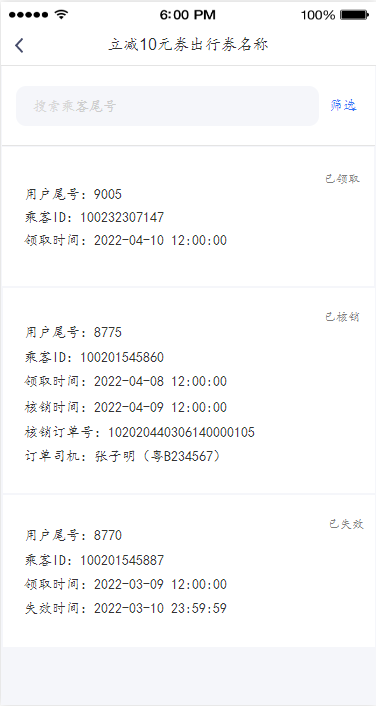 6:00 PM 100%
立减10元券出行券名称
搜索乘客尾号 筛选
已领取
用户尾号：9005
乘客ID：100232307147
领取时间：2022-04-10 12:00:00
已核销
用户尾号：8775
乘客ID：100201545860
领取时间：2022-04-08 12:00:00
核销时间：2022-04-09 12:00:00
核销订单号：102020440306140000105
订单司机：张子明（粤B234567）
已失效
用户尾号：8770
乘客ID：100201545887
领取时间：2022-03-09 12:00:00
失效时间：2022-03-10 23:59:59